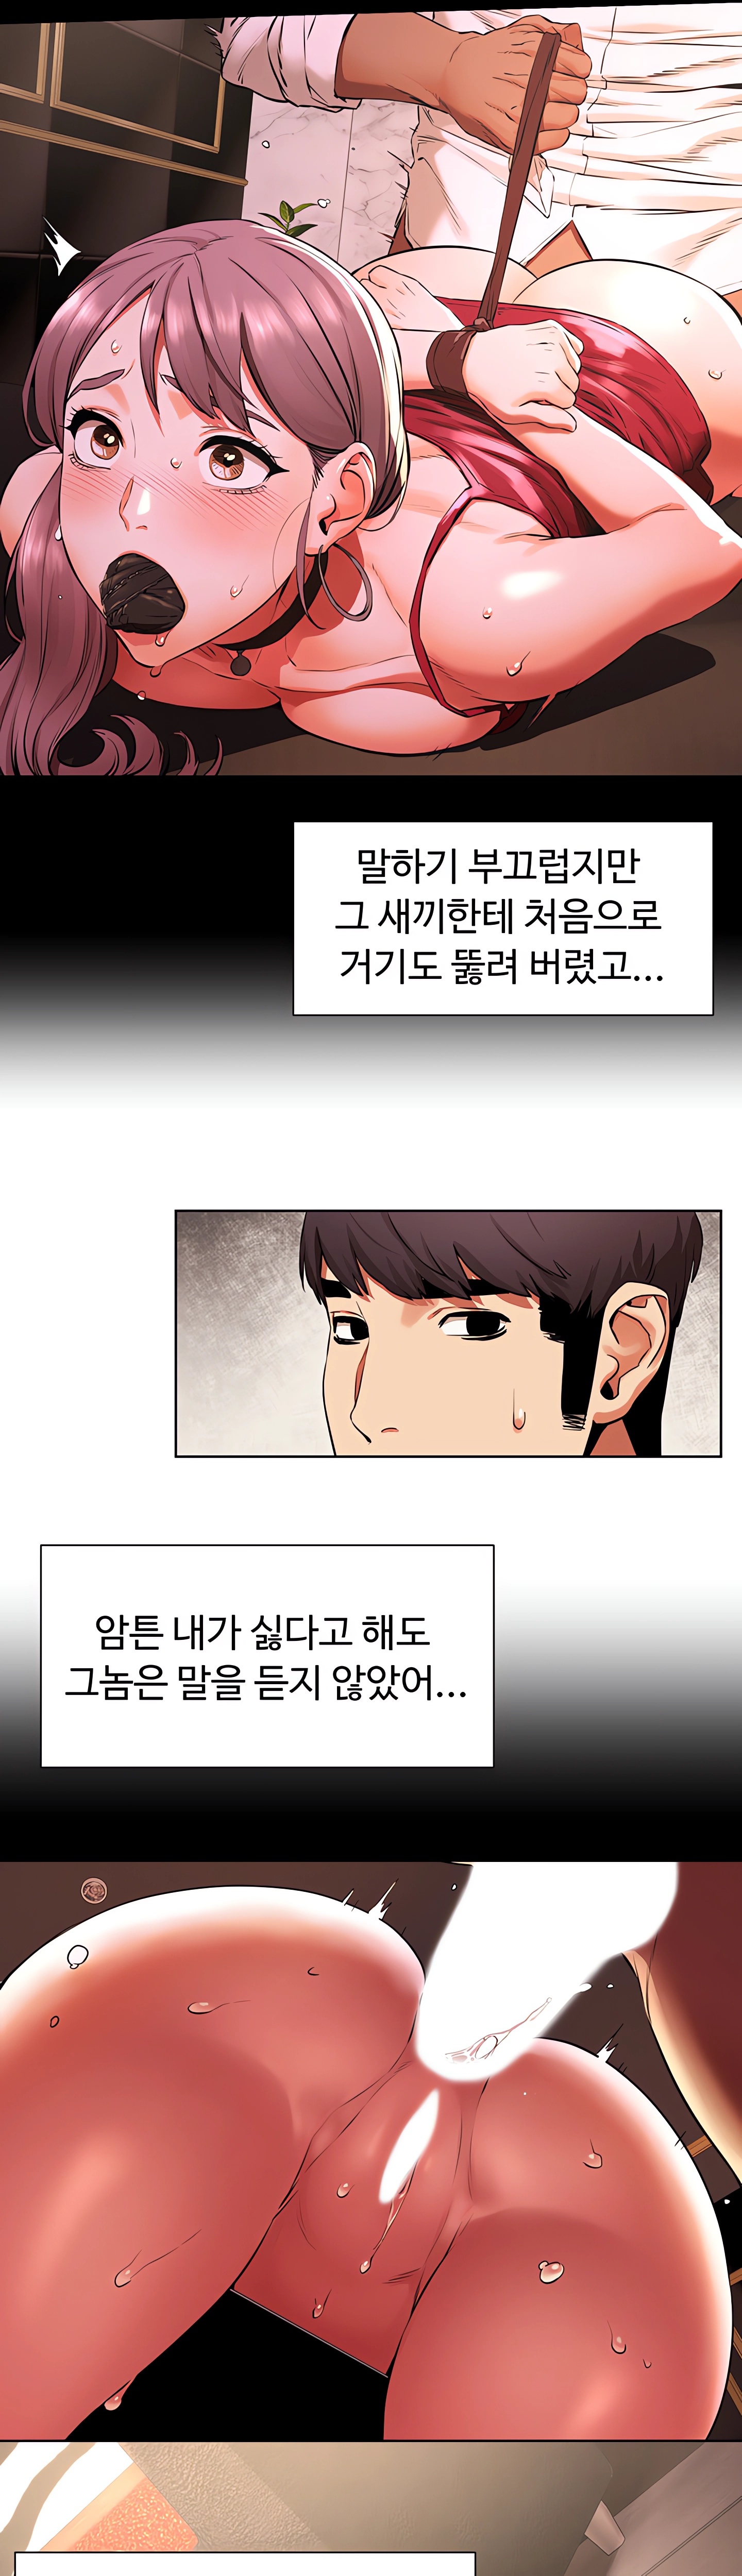 말하기 부끄럽지만
그 새끼한테 처음으로
거기도 뚫려 버렸고...
암튼 내가 싫다고 해도
그놈은 말을 듣지 않았어...